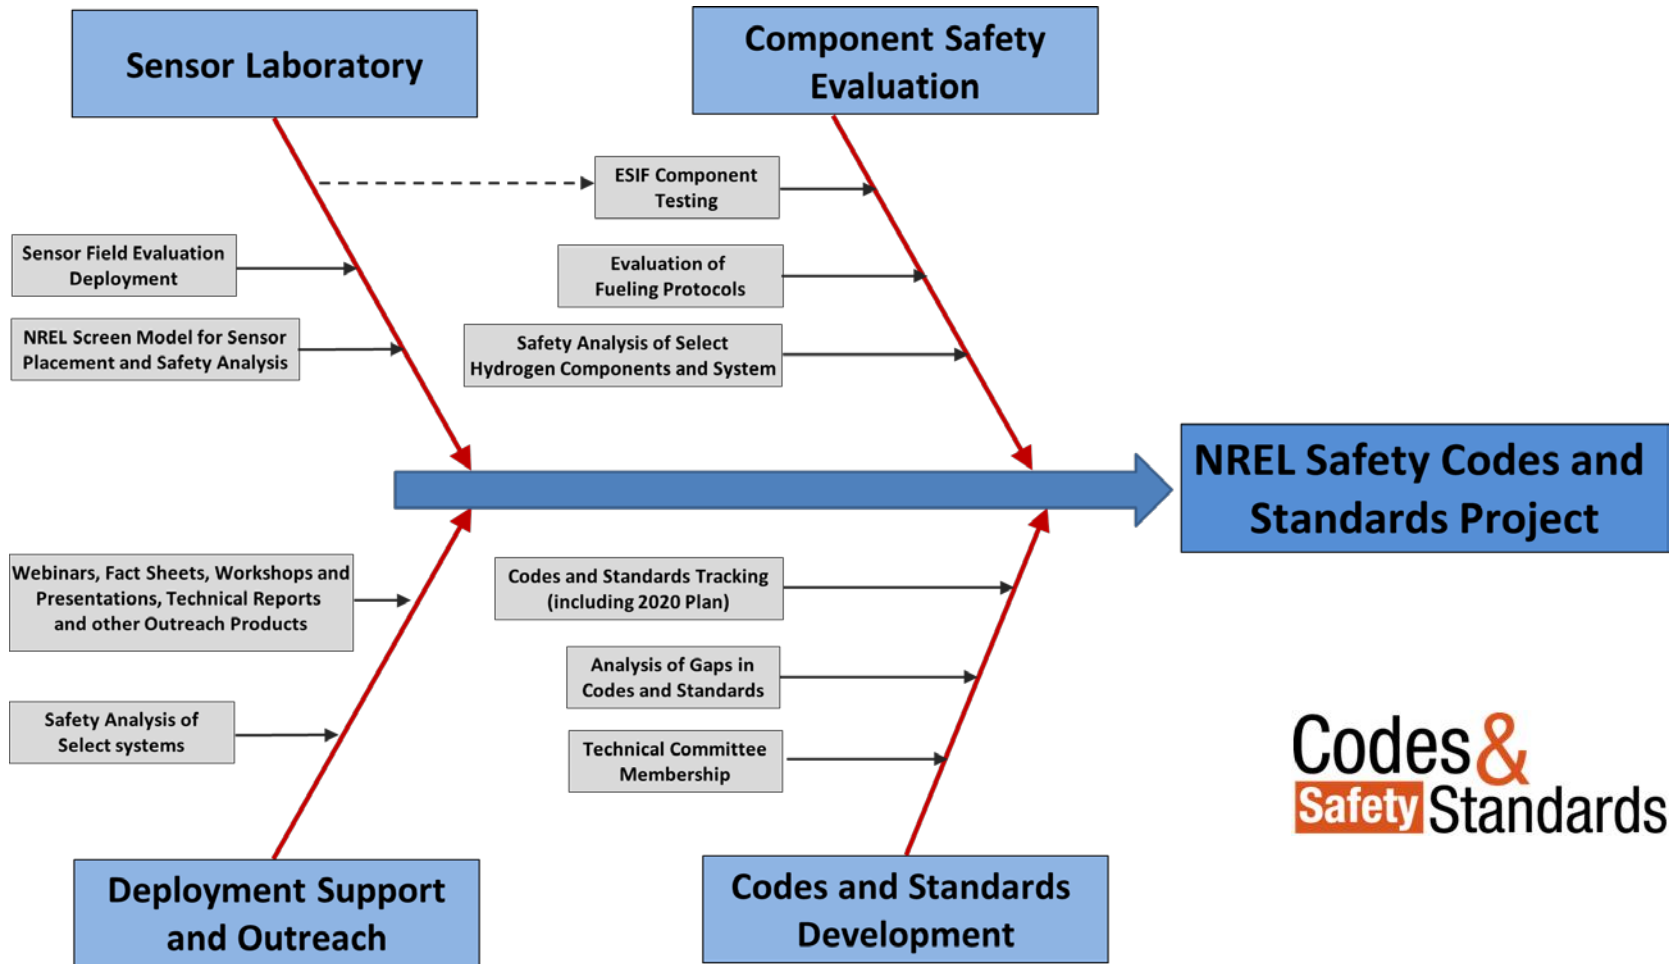 Sensor Laboratory
Component Safety
Evaluation
ESIF Component
Testing
Sensor Field Evaluation
Deployment
Evaluation of
Fueling Protocols
NREL Screen Model for Sensor
Placement and Safety Analysis
Safety Analysis of Select
Hydrogen Components and System
NREL Safety Codes and
Standards Project
Webinars, Fact Sheets, Workshops and
Presentations, Technical Reports
and other Outreach Products
Codes and Standards Tracking
(including 2020 Plan)
Analysis of Gaps in
Codes and Standards
Safety Analysis of
Select systems
Technical Committee
Membership
Codes &
Safety Standards
Deployment Support
and Outreach
Codes and Standards
Development